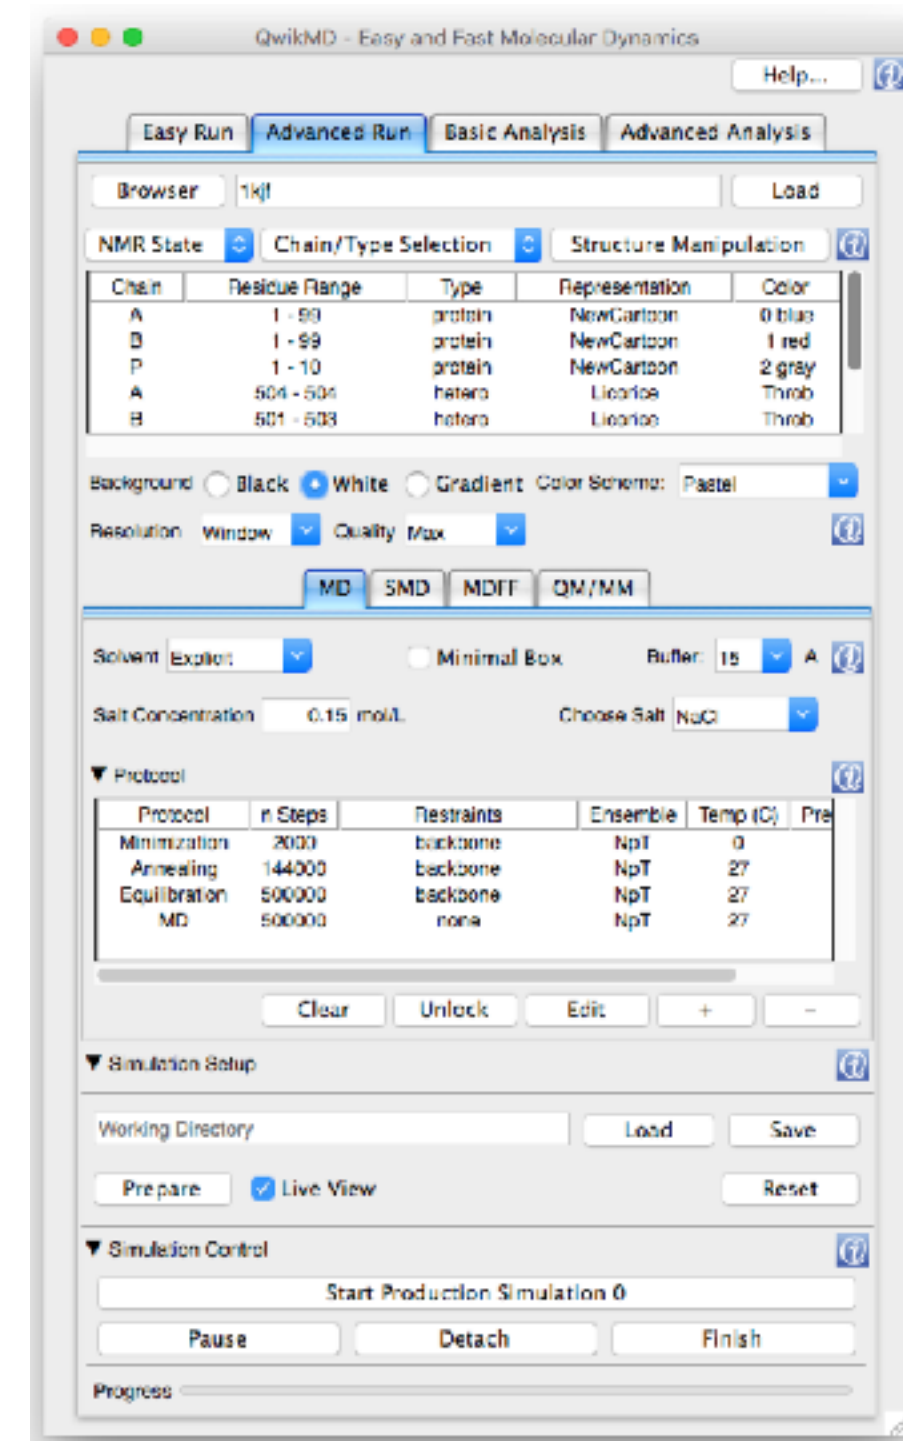 QwikMD - Easy and Fast Molecular Dynamics
Help...
Easy Run Advanced Run Basic Analysis Advanced Analysis
Browser 1kjf Load
NMR State Chain/Type Selection Structure Manipulation
Chain Residue Range Type Representation Color
A 1 - 99 protein NewCartoon 0 blue
B 1 - 99 protein NewCartoon 1 red
P 1 - 10 protein NewCartoon 2 gray
A 504 - 504 hetero Licorice Throb
B 501 - 503 hetero Licorice Throb
Background Black White Gradient Color Scheme: Pastel
Resolution Window Quality Max
MD SMD MDFF QM/MM
Solvent Explicit Minimal Box Buffer: 15 A
Salt Concentration 0.15 mol/L Choose Salt NaCl
Protocol
Protocol n Steps Restraints Ensemble Temp (C) Pre
Minimization 2000 backbone NpT 0
Annealing 144000 backbone NpT 27
Equilibration 500000 backbone NpT 27
MD 500000 none NpT 27
Clear Unlock Edit + -
Simulation Setup
Working Directory Load Save
Prepare Live View Reset
Simulation Control
Start Production Simulation 0
Pause Detach Finish
Progress